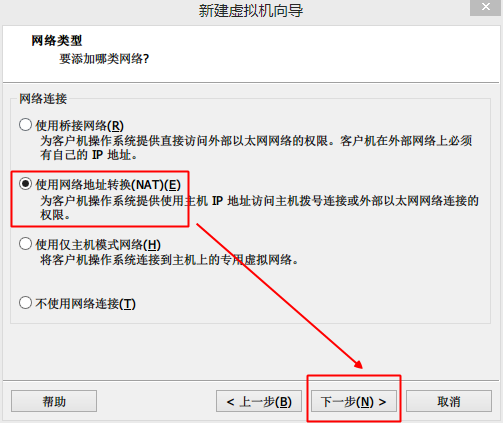 新建虚拟机向导
网络类型
要添加哪类网络?
网络连接
使用桥接网络(R)
为客户机操作系统提供直接访问外部以太网网络的权限。客户机在外部网络上必须
有自己的 IP 地址。
使用网络地址转换(NAT)(E)
为客户机操作系统提供使用主机 IP 地址访问主机拨号连接或外部以太网网络连接的
权限。
使用仅主机模式网络(H)
将客户机操作系统连接到主机上的专用虚拟网络。
不使用网络连接(T)
帮助
< 上一步(B)
下一步(N) >
取消